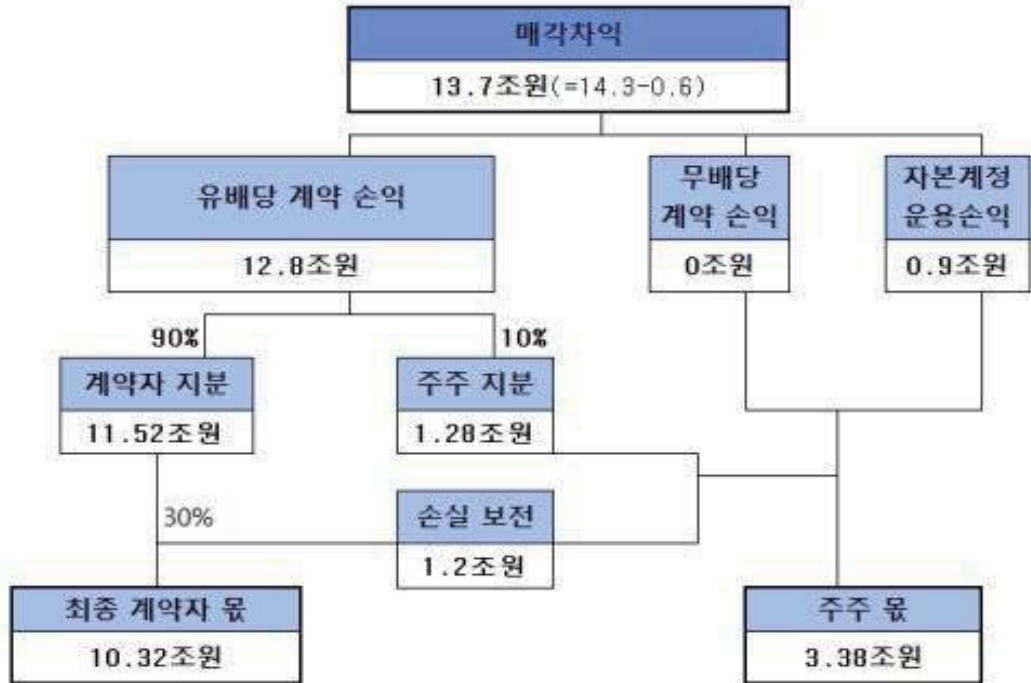 매각차익
13.7조원(=14.3-0.6)
유배당 계약 손익
12.8조원
무배당
계약 손익
0조원
자본계정
운용손익
0.9조원
90%
10%
계약자 지분
11.52조원
주주 지분
1.28조원
30%
손실 보전
1.2조원
최종 계약자 몫
10.32조원
주주 몫
3.38조원